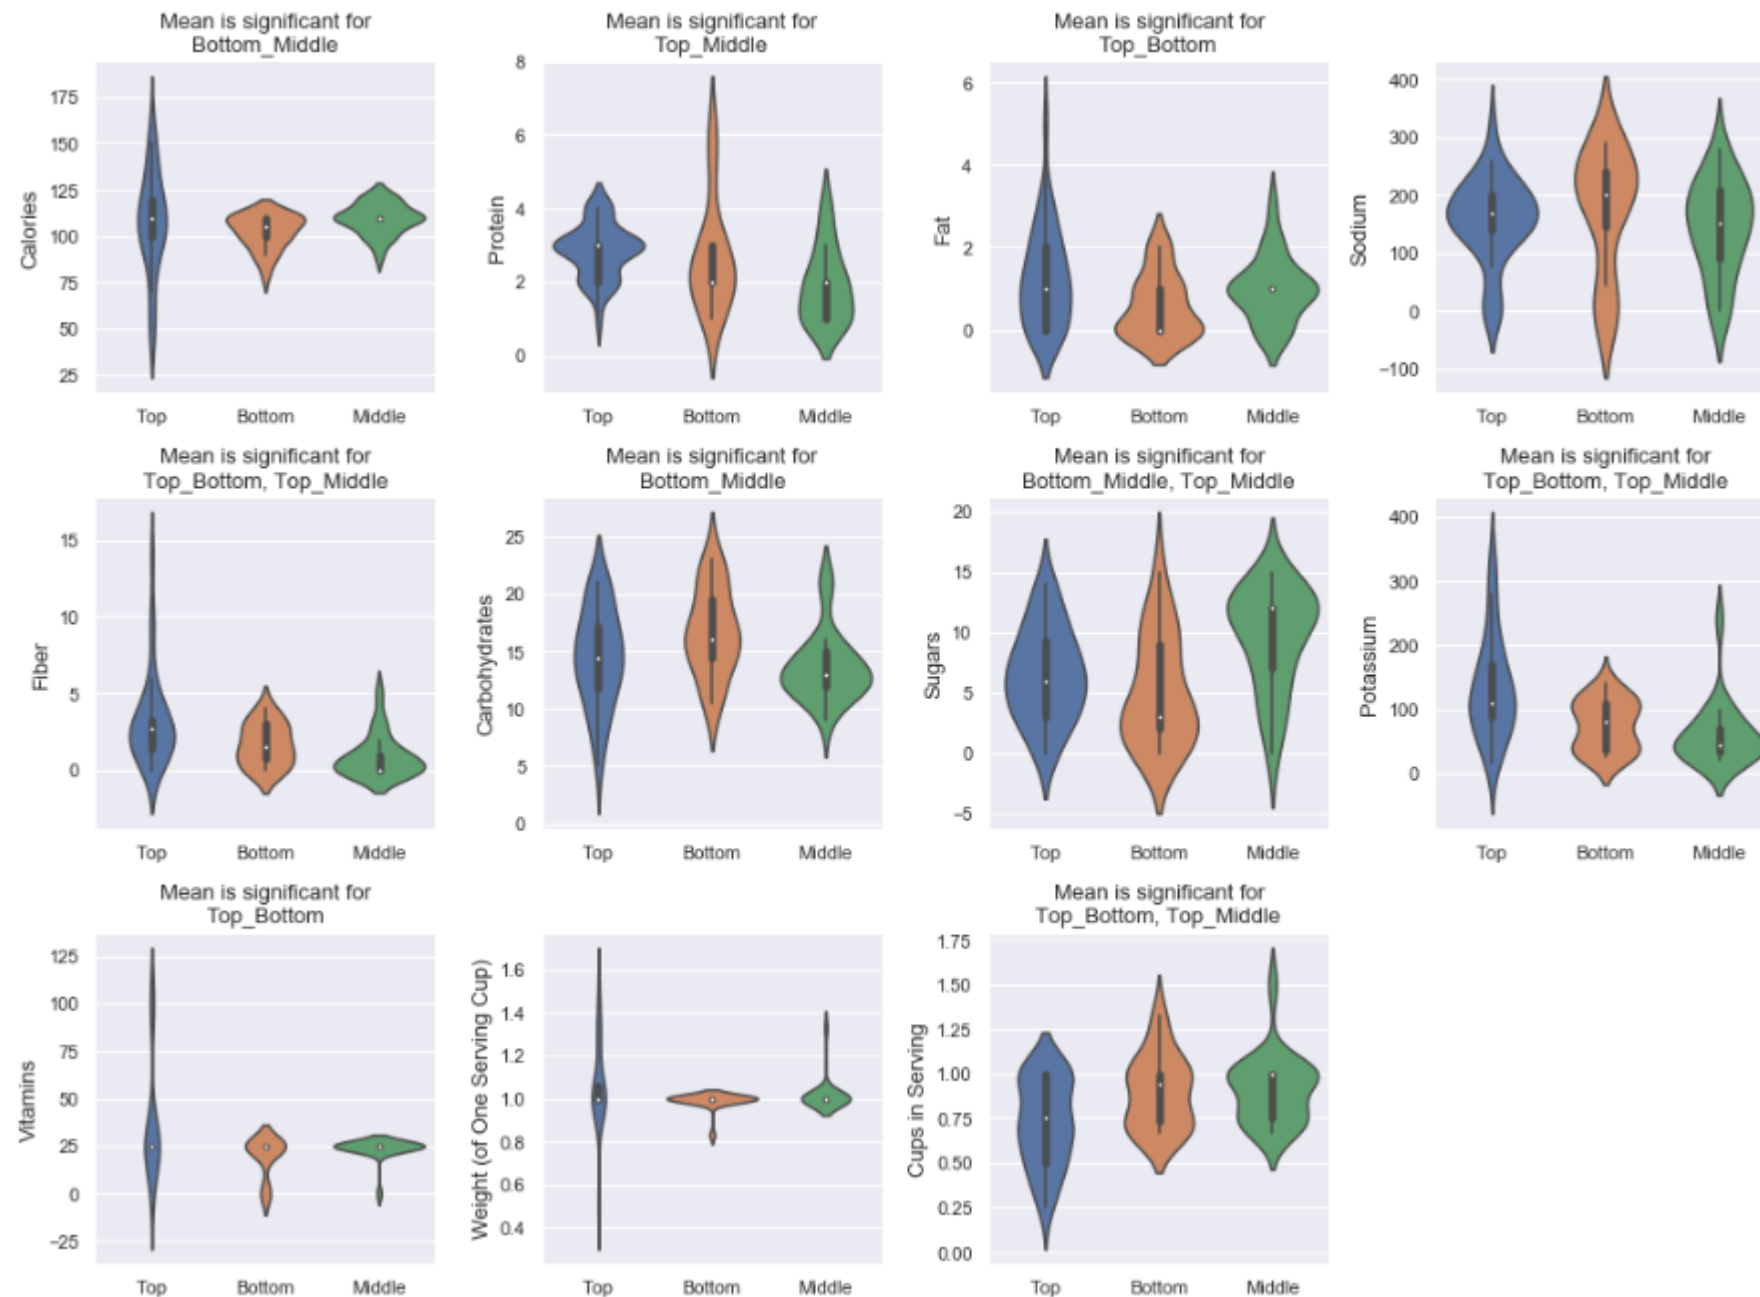 Mean is significant for
Bottom_Middle
Mean is significant for
Top_Middle
Mean is significant for
Top_Bottom
175
150
125
100
75
50
25
Calories
Top Bottom Middle
8
6
4
2
0
Protein
Top Bottom Middle
6
4
2
0
Fat
Top Bottom Middle
400
300
200
100
0
−100
Sodium
Top Bottom Middle
Mean is significant for
Top_Bottom, Top_Middle
Mean is significant for
Bottom_Middle
Mean is significant for
Bottom_Middle, Top_Middle
Mean is significant for
Top_Bottom, Top_Middle
15
10
5
0
Fiber
Top Bottom Middle
25
20
15
10
5
0
Carbohydrates
Top Bottom Middle
20
15
10
5
0
−5
Sugars
Top Bottom Middle
400
300
200
100
0
Potassium
Top Bottom Middle
Mean is significant for
Top_Bottom
Mean is significant for
Top_Bottom, Top_Middle
125
100
75
50
25
0
−25
Vitamins
Top Bottom Middle
1.6
1.4
1.2
1.0
0.8
0.6
0.4
Weight (of One Serving Cup)
Top Bottom Middle
1.75
1.50
1.25
1.00
0.75
0.50
0.25
0.00
Cups in Serving
Top Bottom Middle